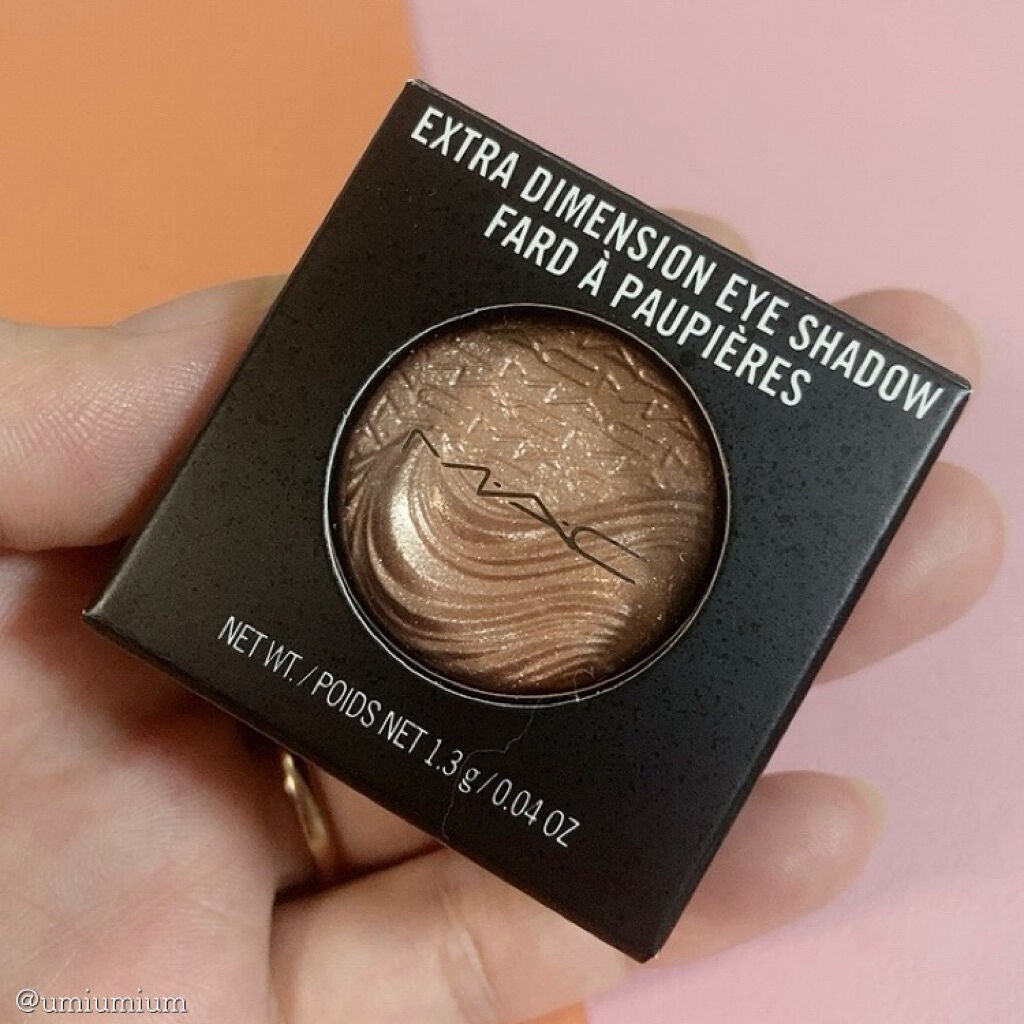 EXTRA DIMENSION EYE SHADOW
FARD À PAUPIÈRES
M·A·C
NET WT. / POIDS NET 1.3 g / 0.04 OZ
@umiumium